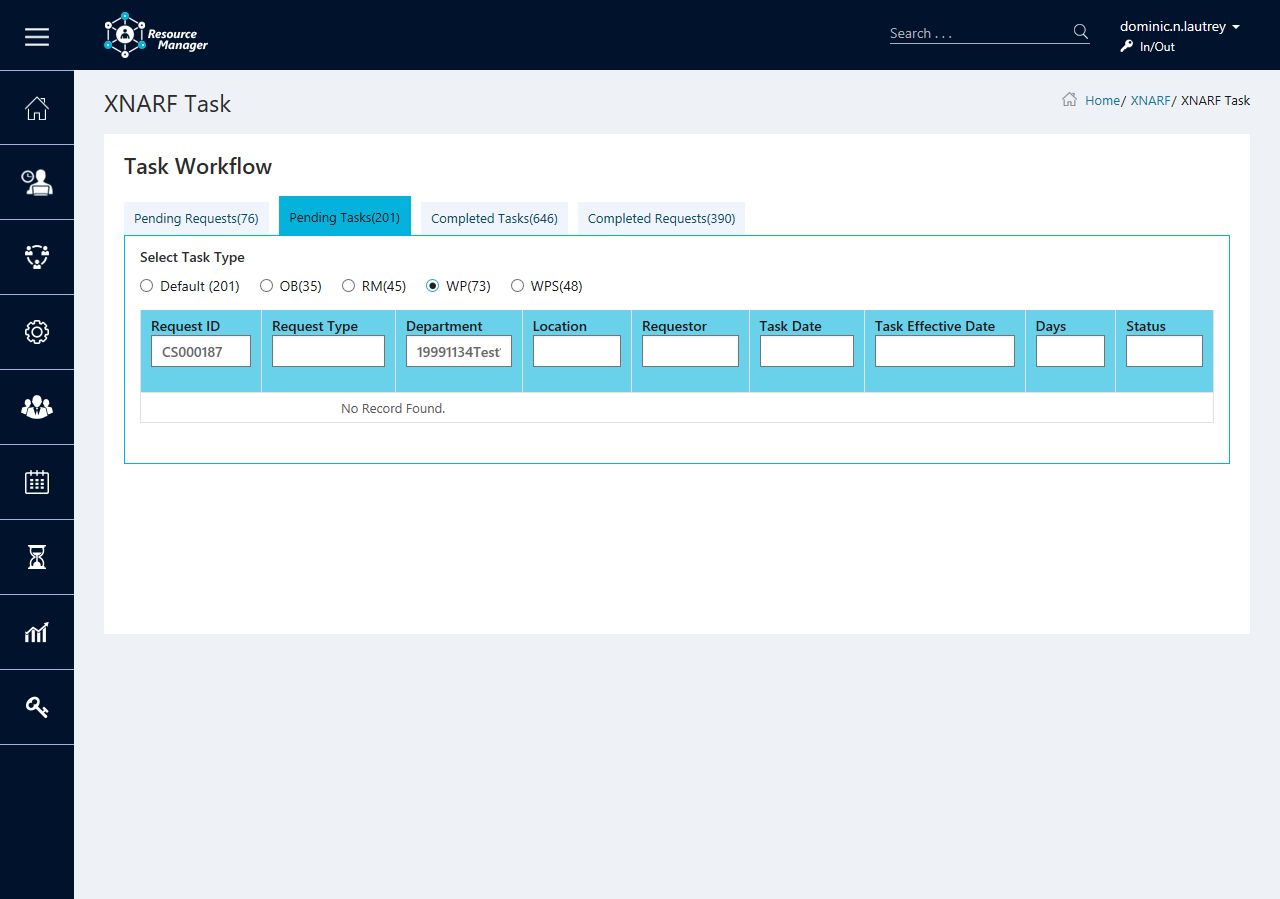 Resource
Manager
Search . . .
dominic.n.lautrey
In/Out
XNARF Task
Home/ XNARF/ XNARF Task
Task Workflow
Pending Requests(76)
Pending Tasks(201)
Completed Tasks(646)
Completed Requests(390)
Select Task Type
Default (201) OB(35) RM(45) WP(73) WPS(48)
Request ID Request Type Department Location Requestor Task Date Task Effective Date Days Status
CS000187 19991134Test
No Record Found.